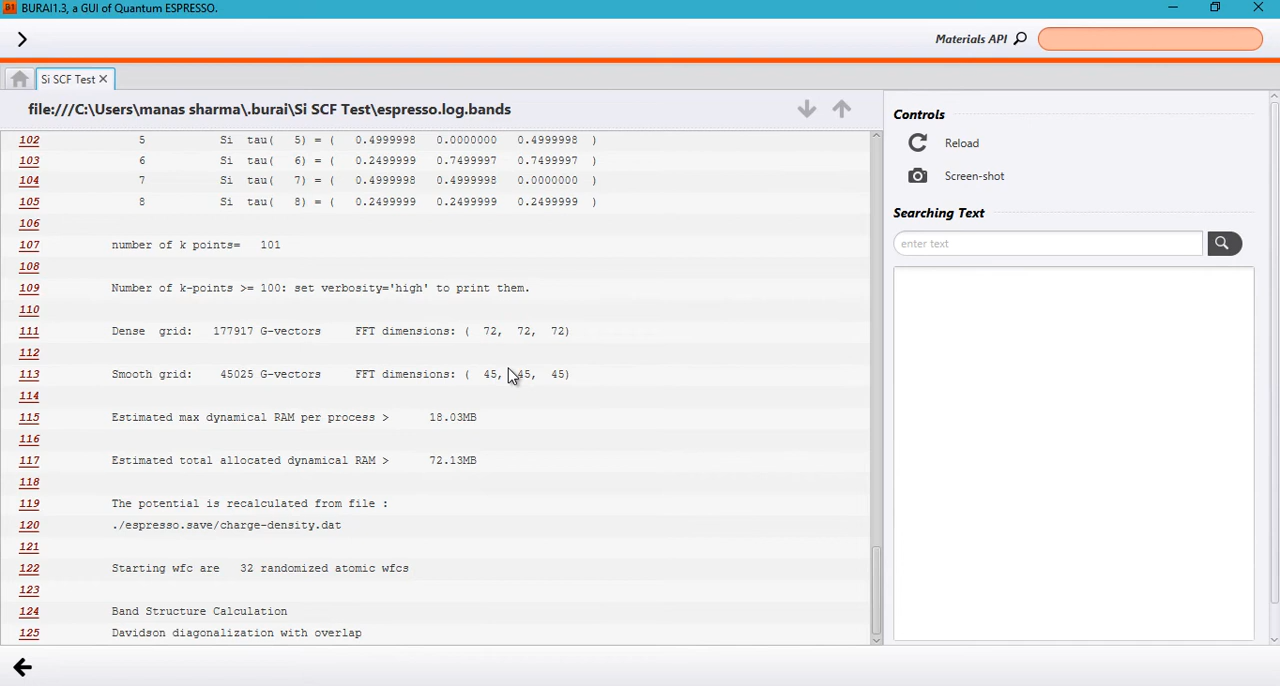 BURAI1.3, a GUI of Quantum ESPRESSO.
Materials API
Si SCF Test
file:///C:\Users\manas sharma\.burai\Si SCF Test\espresso.log.bands
Controls
Reload
Screen-shot
Searching Text
enter text
102 5 Si tau( 5) = ( 0.4999998 0.0000000 0.4999998 )
103 6 Si tau( 6) = ( 0.2499999 0.7499997 0.7499997 )
104 7 Si tau( 7) = ( 0.4999998 0.4999998 0.0000000 )
105 8 Si tau( 8) = ( 0.2499999 0.2499999 0.2499999 )
106
107 number of k points= 101
108
109 Number of k-points >= 100: set verbosity='high' to print them.
110
111 Dense grid: 177917 G-vectors FFT dimensions: ( 72, 72, 72)
112
113 Smooth grid: 45025 G-vectors FFT dimensions: ( 45, 45, 45)
114
115 Estimated max dynamical RAM per process > 18.03MB
116
117 Estimated total allocated dynamical RAM > 72.13MB
118
119 The potential is recalculated from file :
120 ./espresso.save/charge-density.dat
121
122 Starting wfc are 32 randomized atomic wfcs
123
124 Band Structure Calculation
125 Davidson diagonalization with overlap